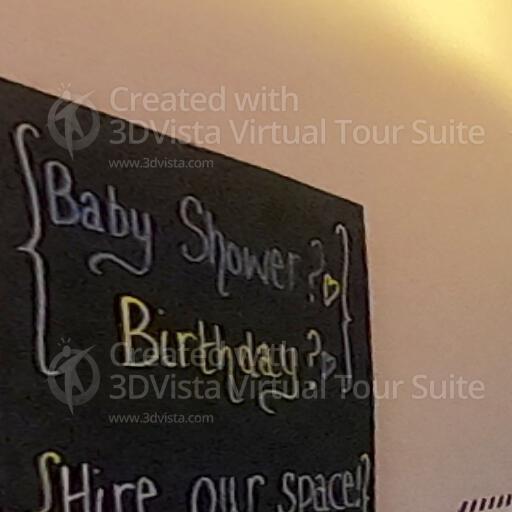 Created with
3DVista Virtual Tour Suite
www.3dvista.com
{Baby Shower?}
Birthday?
Created with
3DVista Virtual Tour Suite
www.3dvista.com
{Hire our space!}